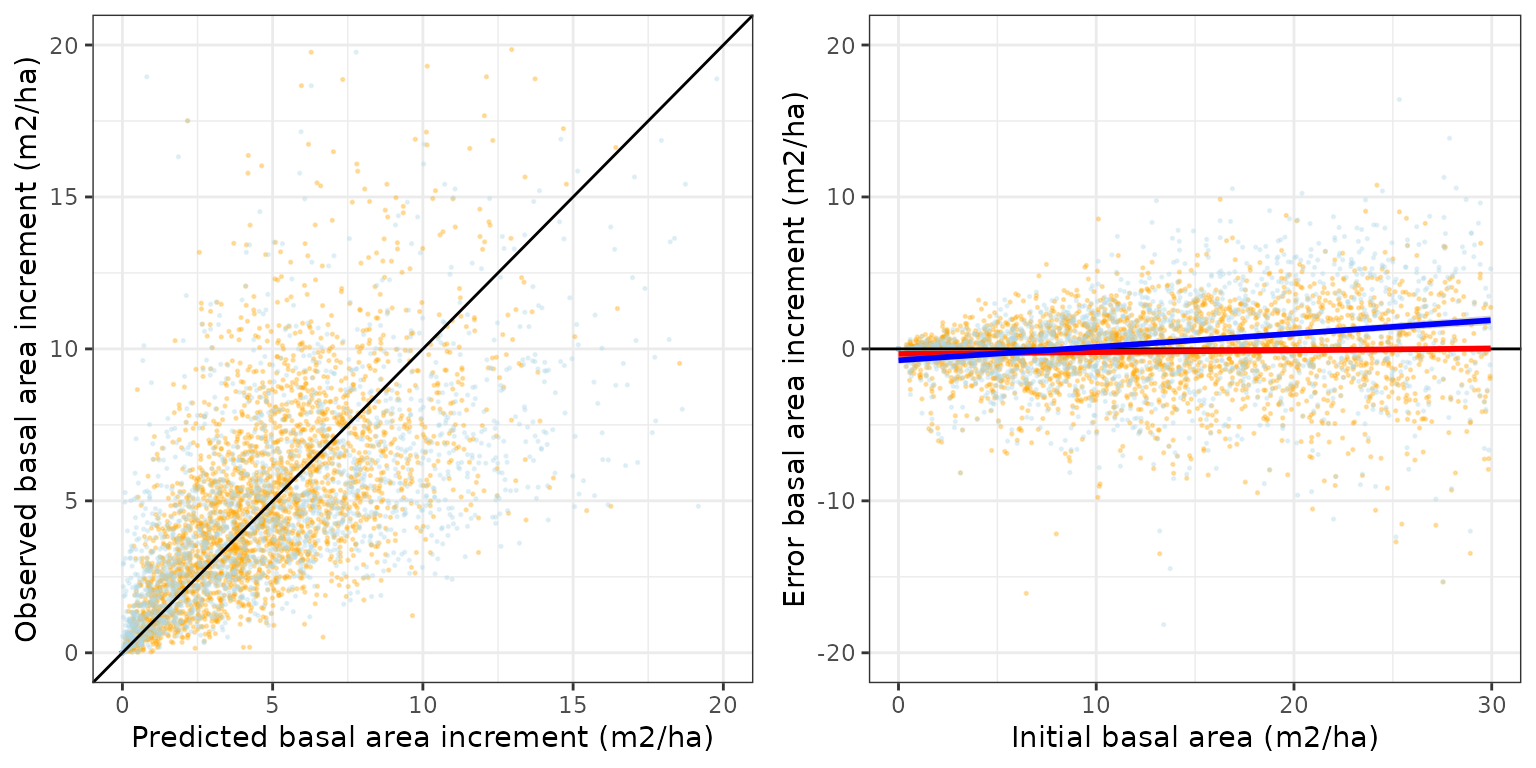 Observed basal area increment (m2/ha)
20
15
10
5
0
0 5 10 15 20
Predicted basal area increment (m2/ha)
Error basal area increment (m2/ha)
20
10
0
-10
-20
0 10 20 30
Initial basal area (m2/ha)